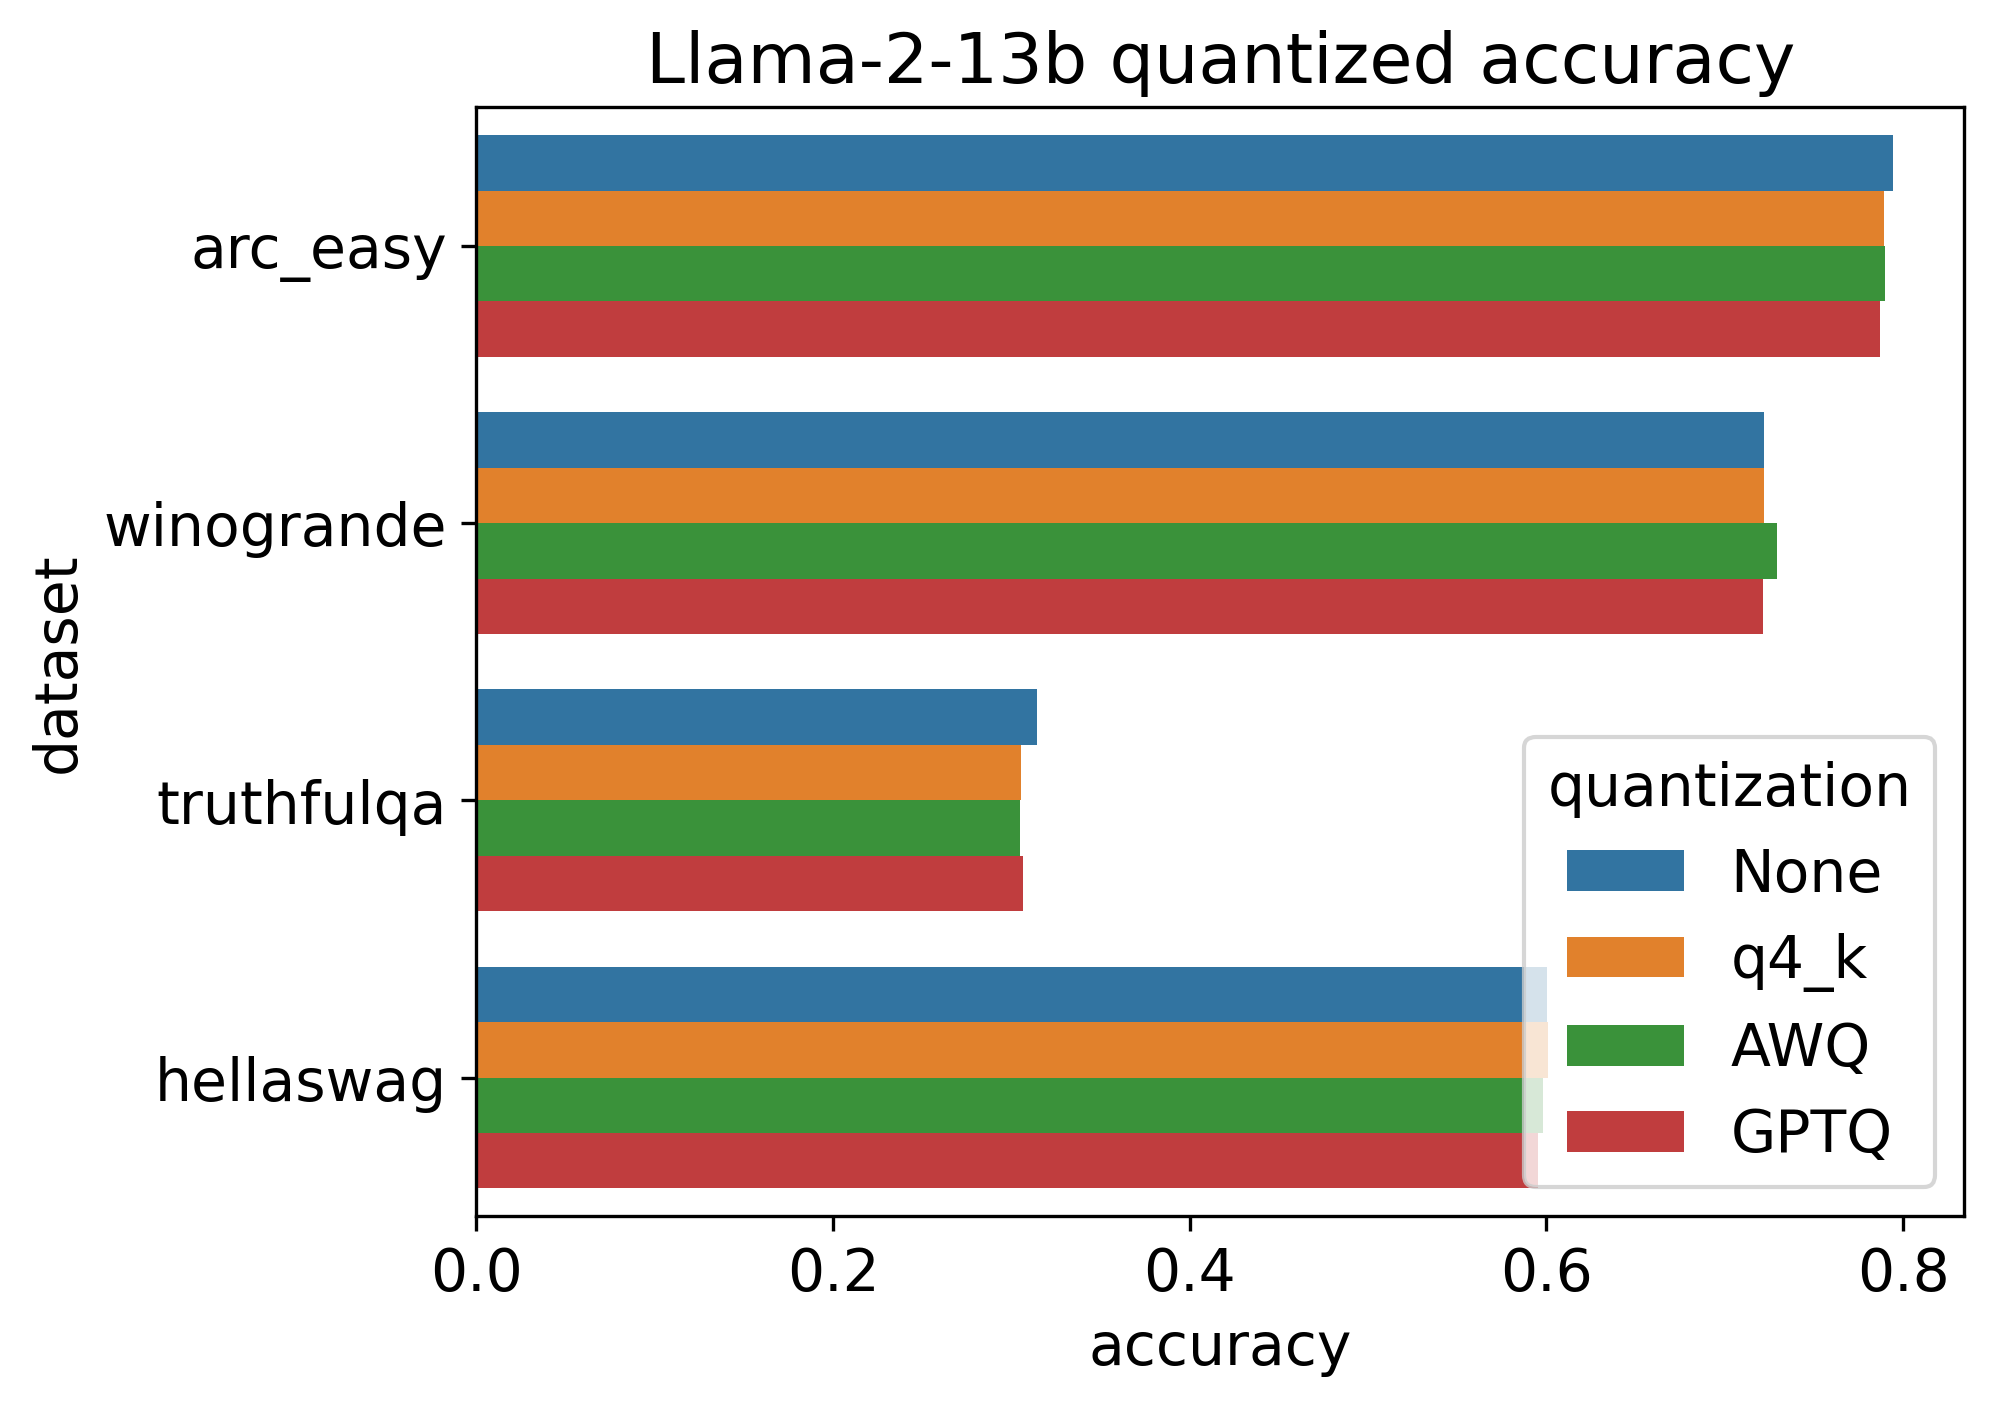 Llama-2-13b quantized accuracy
arc_easy
winogrande
truthfulqa
hellaswag
dataset
quantization
None
q4_k
AWQ
GPTQ
0.0 0.2 0.4 0.6 0.8
accuracy